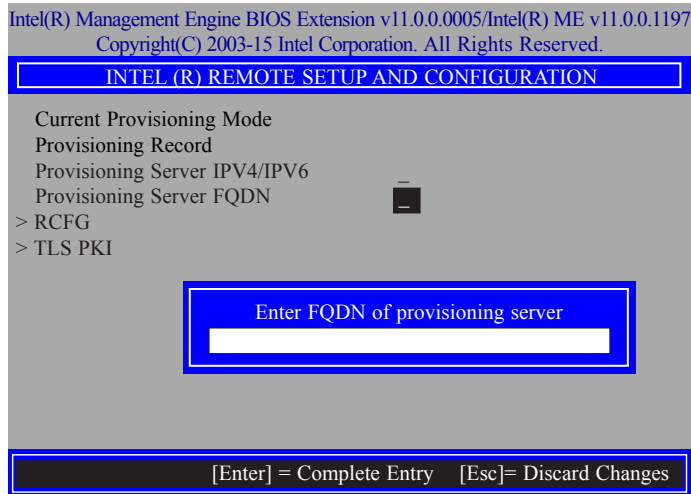 Intel(R) Management Engine BIOS Extension v11.0.0.0005/Intel(R) ME v11.0.0.1197
Copyright(C) 2003-15 Intel Corporation. All Rights Reserved.
INTEL (R) REMOTE SETUP AND CONFIGURATION
Current Provisioning Mode
Provisioning Record
Provisioning Server IPV4/IPV6 _
Provisioning Server FQDN _
> RCFG
> TLS PKI
Enter FQDN of provisioning server
[Enter] = Complete Entry [Esc]= Discard Changes